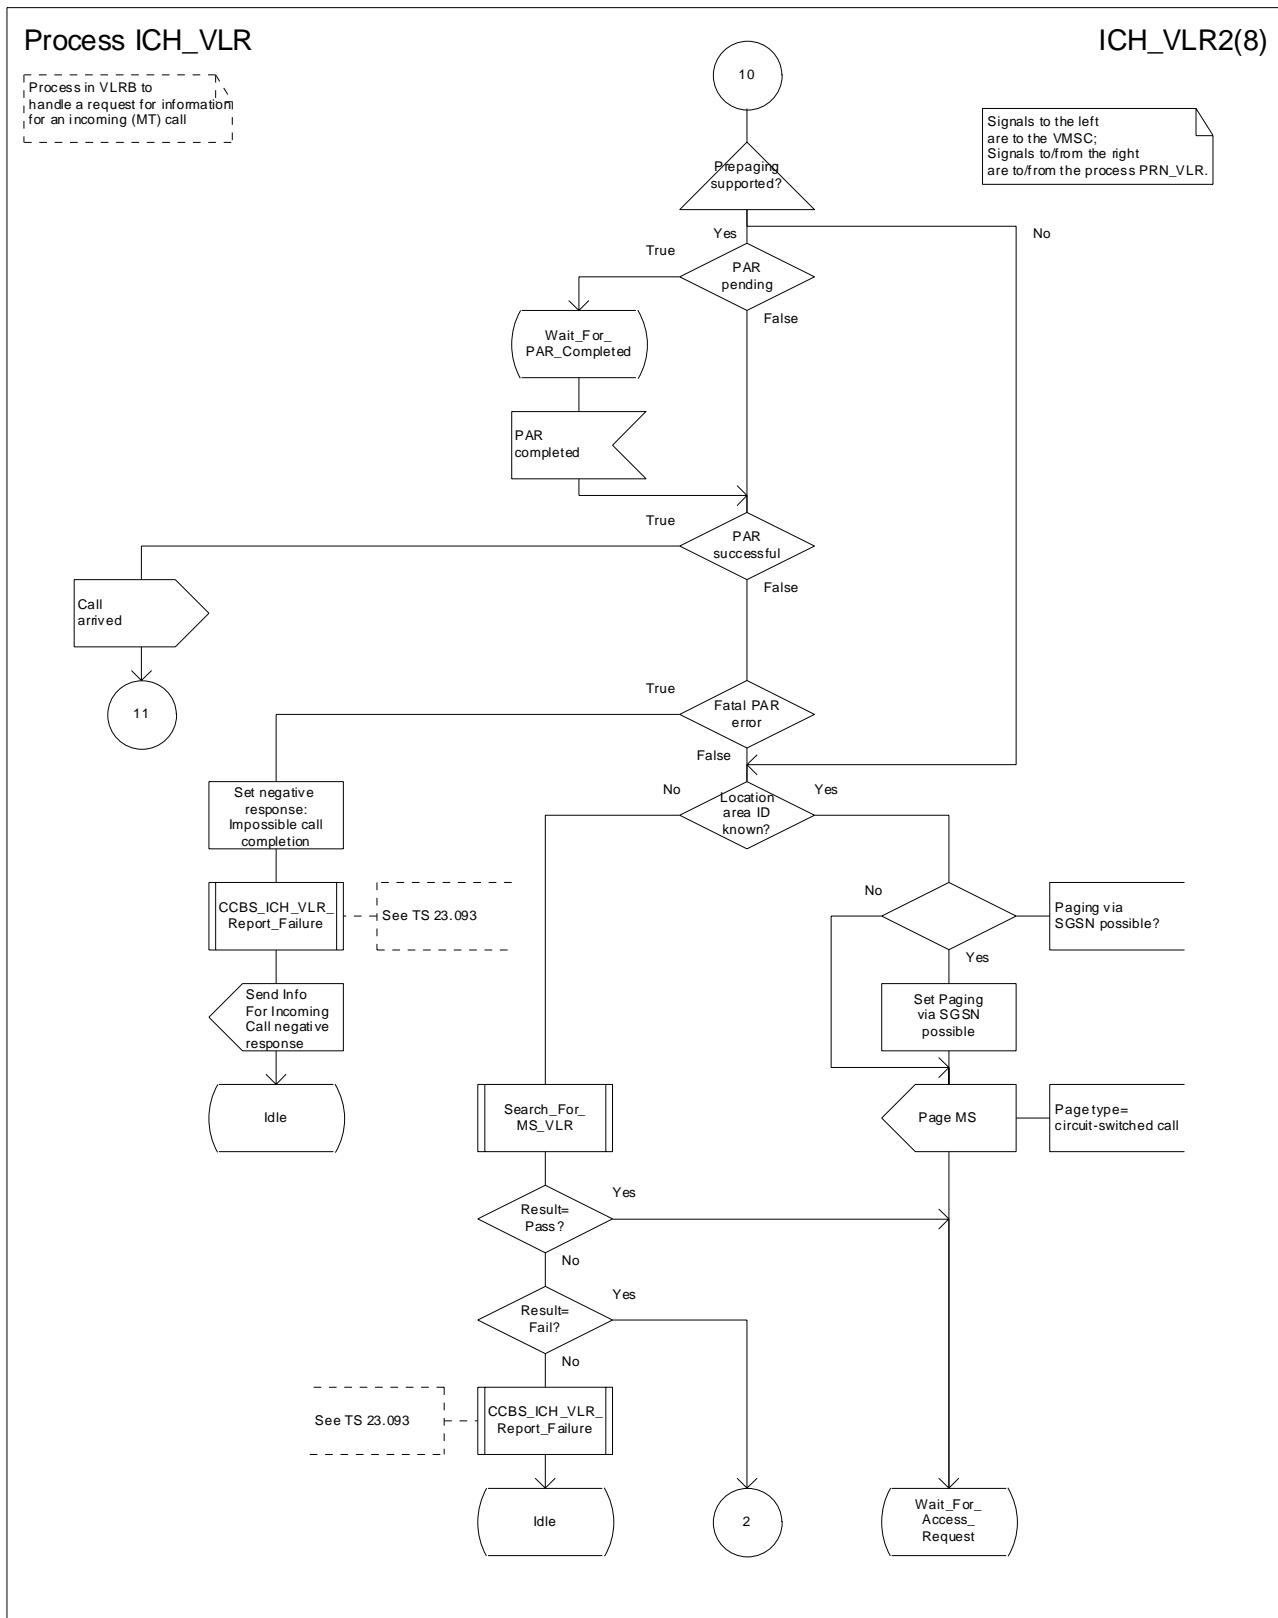 Process ICH_VLR
ICH_VLR2(8)
Process in VLRB to
handle a request for information
for an incoming (MT) call
10
Signals to the left
are to the VMSC;
Signals to/from the right
are to/from the process PRN_VLR.
Prepaging
supported?
Yes
No
True
PAR
pending
False
Wait_For_
PAR_Completed
PAR
completed
True
PAR
successful
False
Call
arrived
11
True
Fatal PAR
error
False
No
Location
area ID
known?
Yes
Set negative
response:
Impossible call
completion
CCBS_ICH_VLR_
Report_Failure
See TS 23.093
No
Paging via
SGSN possible?
Yes
Send Info
For Incoming
Call negative
response
Set Paging
via SGSN
possible
Idle
Search_For_
MS_VLR
Page MS
Page type=
circuit-switched call
Result=
Pass?
Yes
No
Result=
Fail?
Yes
No
See TS 23.093
CCBS_ICH_VLR_
Report_Failure
Idle
2
Wait_For_
Access_
Request